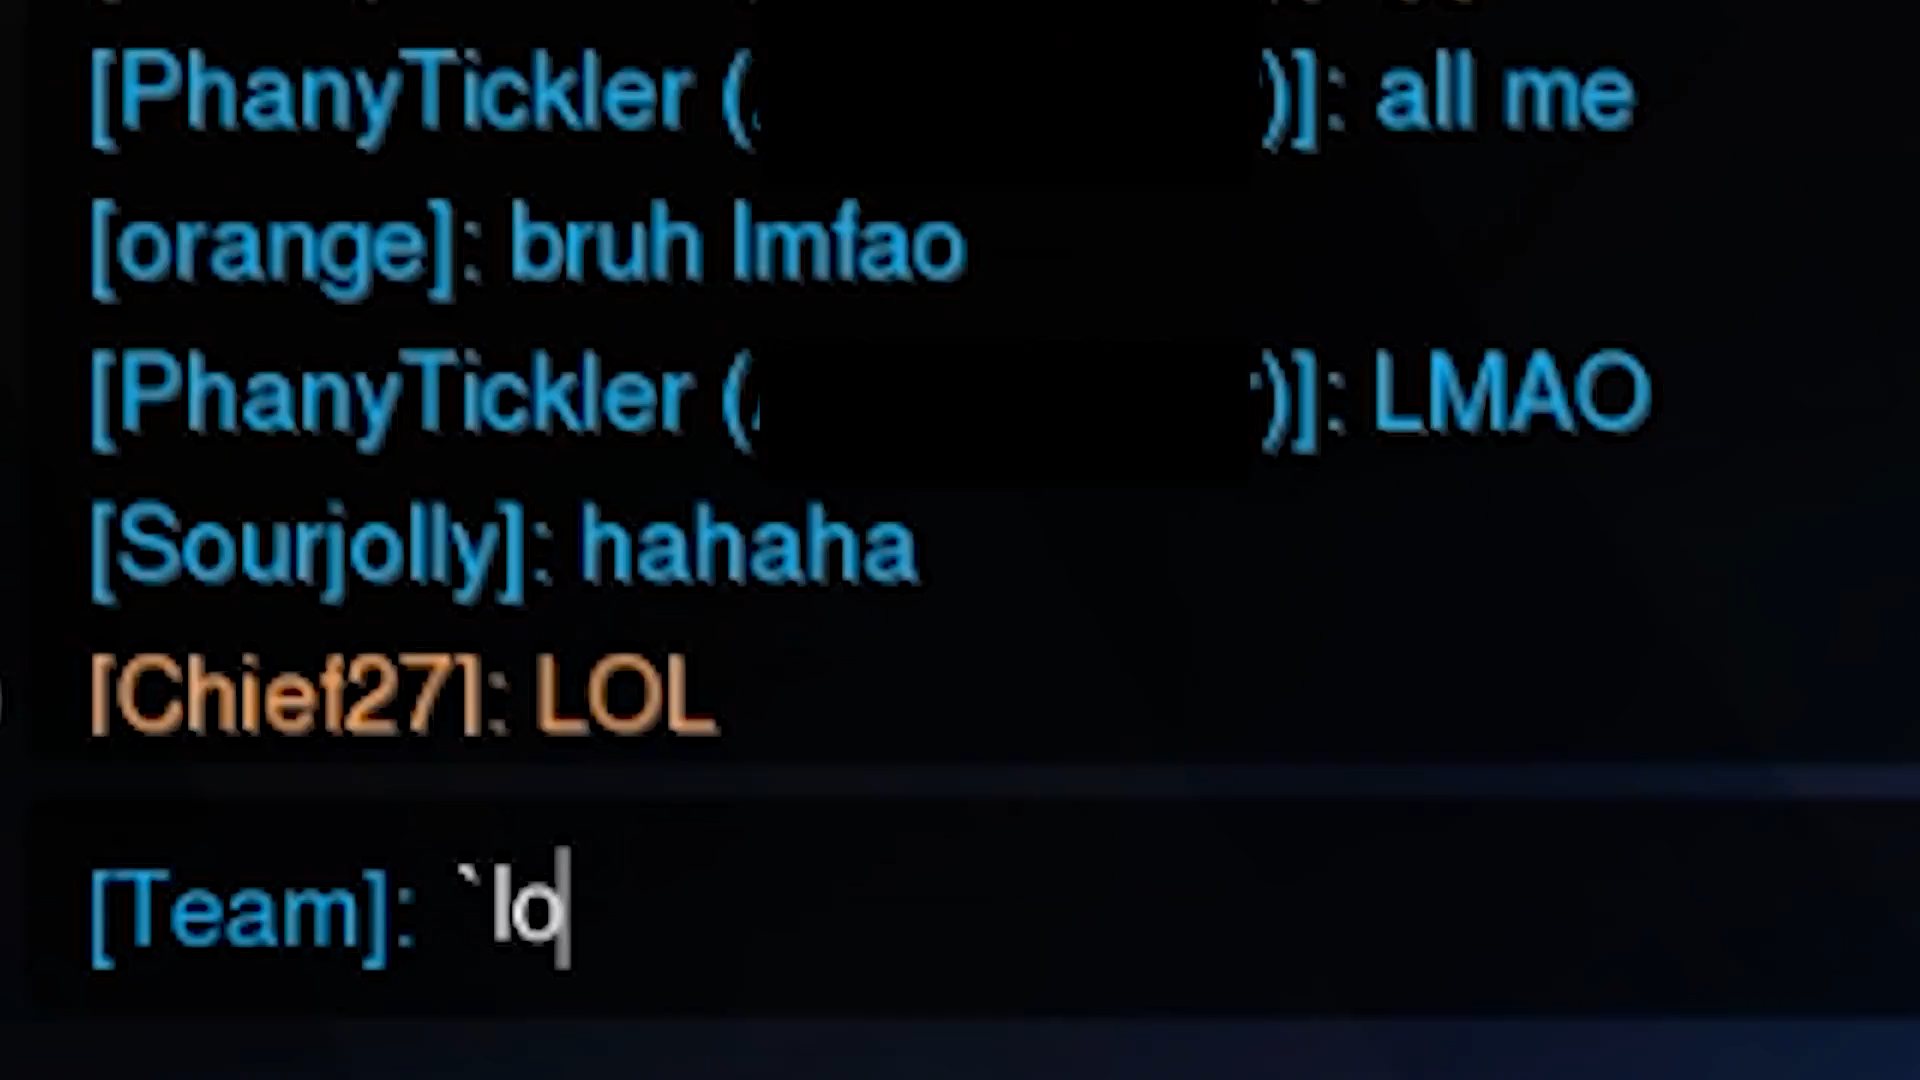 [PhanyTickler ( )]: all me
[orange]: bruh lmfao
[PhanyTickler ( )]: LMAO
[Sourjolly]: hahaha
[Chief27]: LOL
[Team]: `lo